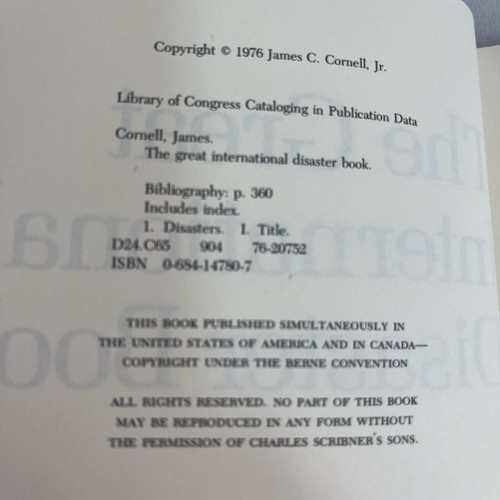 Copyright © 1976 James C. Cornell, Jr.
Library of Congress Cataloging in Publication Data
Cornell, James.
The great international disaster book.
Bibliography: p. 360
Includes index.
1. Disasters. I. Title.
D24.C65 904 76-20752
ISBN 0-684-14780-7
THIS BOOK PUBLISHED SIMULTANEOUSLY IN
THE UNITED STATES OF AMERICA AND IN CANADA—
COPYRIGHT UNDER THE BERNE CONVENTION
ALL RIGHTS RESERVED. NO PART OF THIS BOOK
MAY BE REPRODUCED IN ANY FORM WITHOUT
THE PERMISSION OF CHARLES SCRIBNER'S SONS.